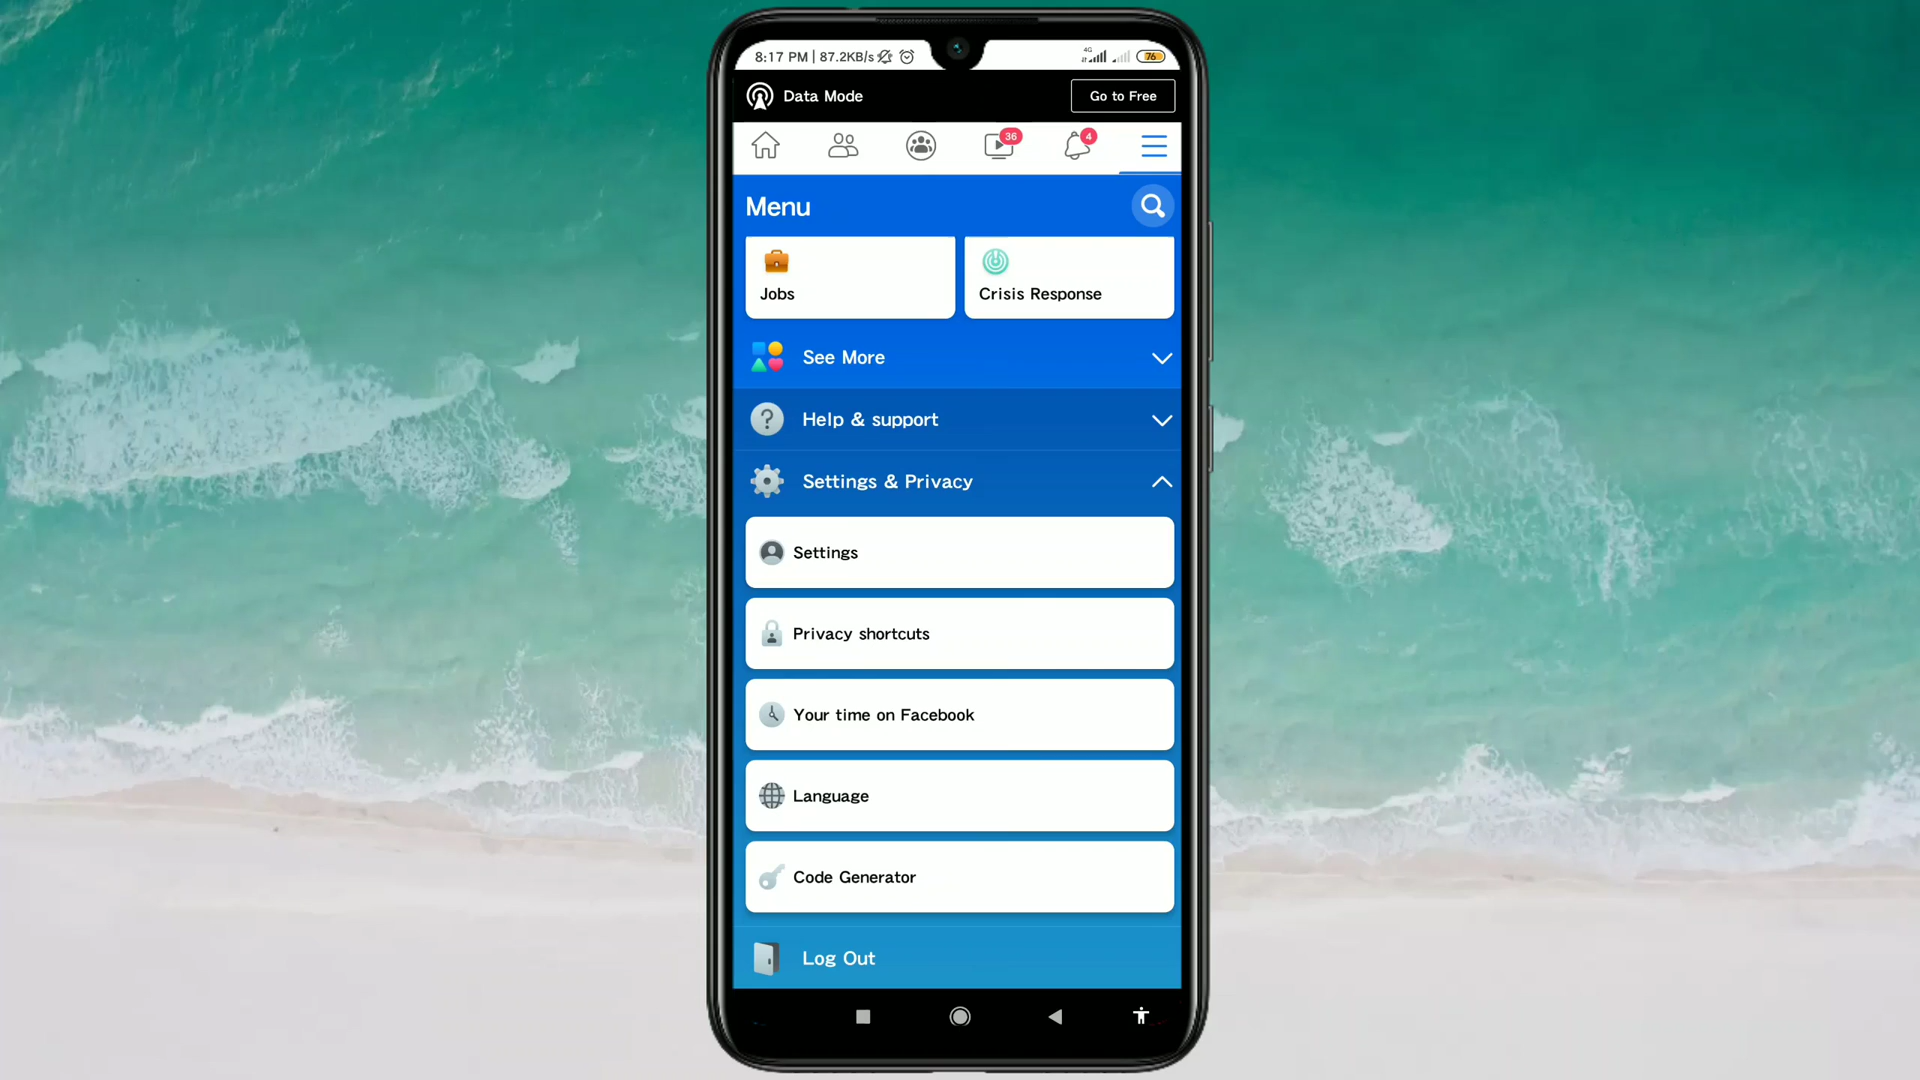 8:17 PM | 87.2KB/s
4G
76
Data Mode
Go to Free
36
4
Menu
Jobs
Crisis Response
See More
Help & support
Settings & Privacy
Settings
Privacy shortcuts
Your time on Facebook
Language
Code Generator
Log Out